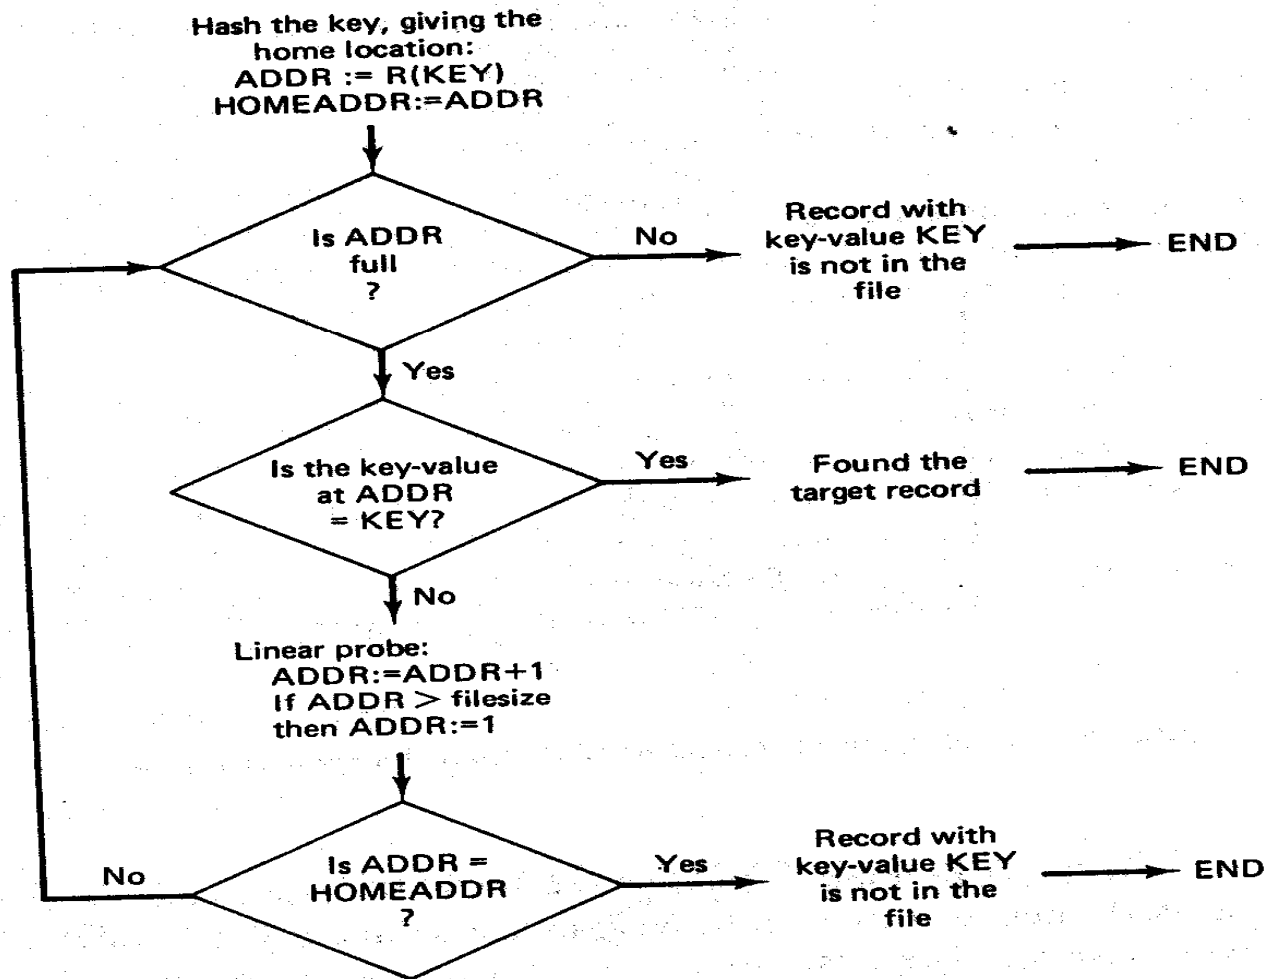 Hash the key, giving the
home location:
ADDR := R(KEY)
HOMEADDR:=ADDR
Is ADDR
full
?
No
Record with
key-value KEY
is not in the
file
END
Yes
Is the key-value
at ADDR
= KEY?
Yes
Found the
target record
END
No
Linear probe:
ADDR:=ADDR+1
If ADDR > filesize
then ADDR:=1
Is ADDR =
HOMEADDR
?
No
Yes
Record with
key-value KEY
is not in the
file
END